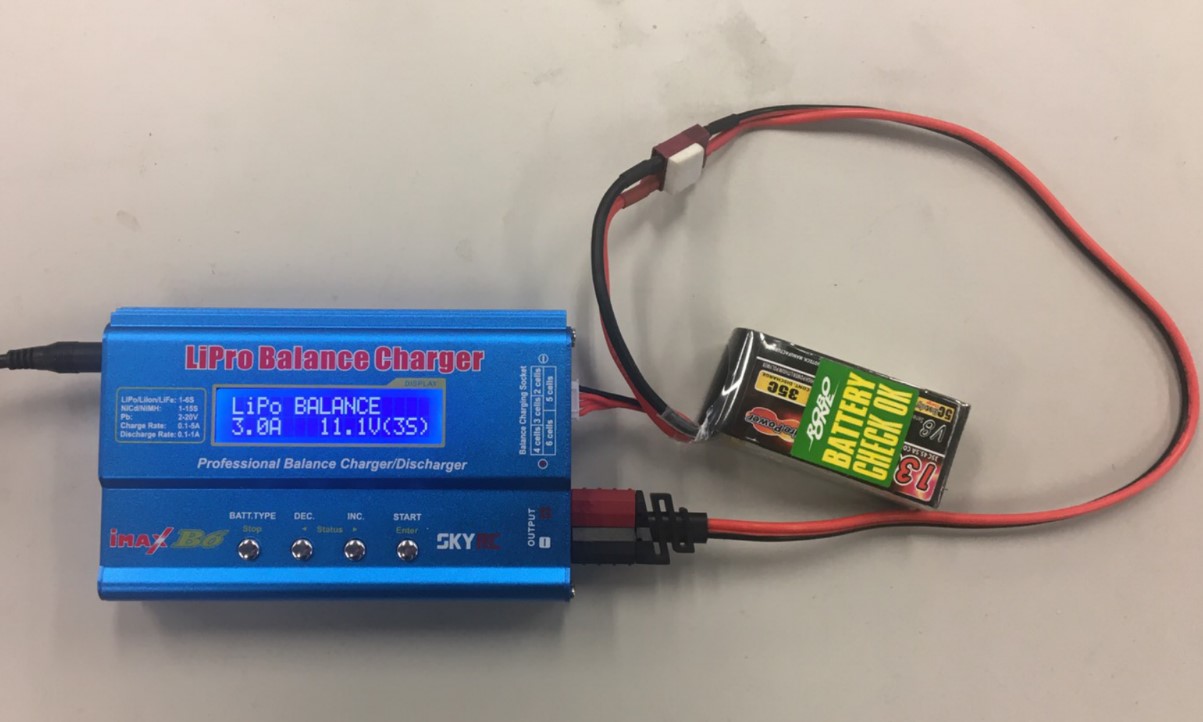 LiPro Balance Charger
DISPLAY
LiPo/LiIon/LiFe: 1-6S
NiCd/NiMH: 1-15S
Pb: 2-20V
Charge Rate: 0.1-5A
Discharge Rate: 0.1-1A
LiPo BALANCE
3.0A 11.1V(3S)
Professional Balance Charger/Discharger
Balance Charging Socket
2 cells
3 cells
4 cells
5 cells
6 cells
BATT.TYPE DEC. INC. START
Stop Status Enter
iMAX B6
SKYRC
OUTPUT
ROBO
BATTERY
CHECK OK
35C
13